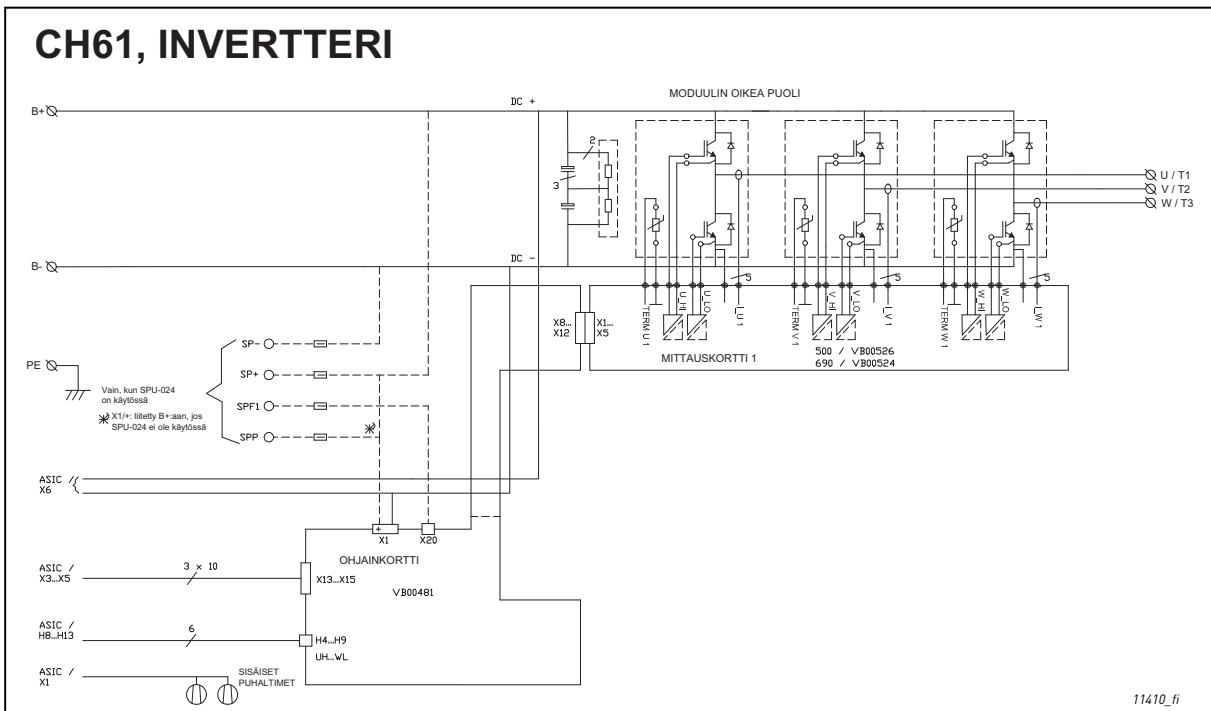 CH61, INVERTTERI
MODUULIN OIKEA PUOLI
B+
DC +
2
3
U / T1
V / T2
W / T3
B-
DC -
5
5
5
TERM U 1
U_HI
U_LO
I_U 1
TERM V 1
V_HI
V_LO
I_V 1
TERM W 1
W_HI
W_LO
I_W 1
X8...
X12
X1...
X5
MITTAUSKORTTI 1
500 / VB00526
690 / VB00524
PE
SP-
SP+
SPF1
SPP
Vain, kun SPU-024
on käytössä
X1/+: liitetty B+:aan, jos
SPU-024 ei ole käytössä
ASIC /
X6
+
X1
X20
OHJAINKORTTI
VB00481
ASIC /
X3...X5
3 x 10
X13...X15
ASIC /
H8...H13
6
H4...H9
UH...WL
ASIC /
X1
SISÄISET
PUHALTIMET
11410_fi